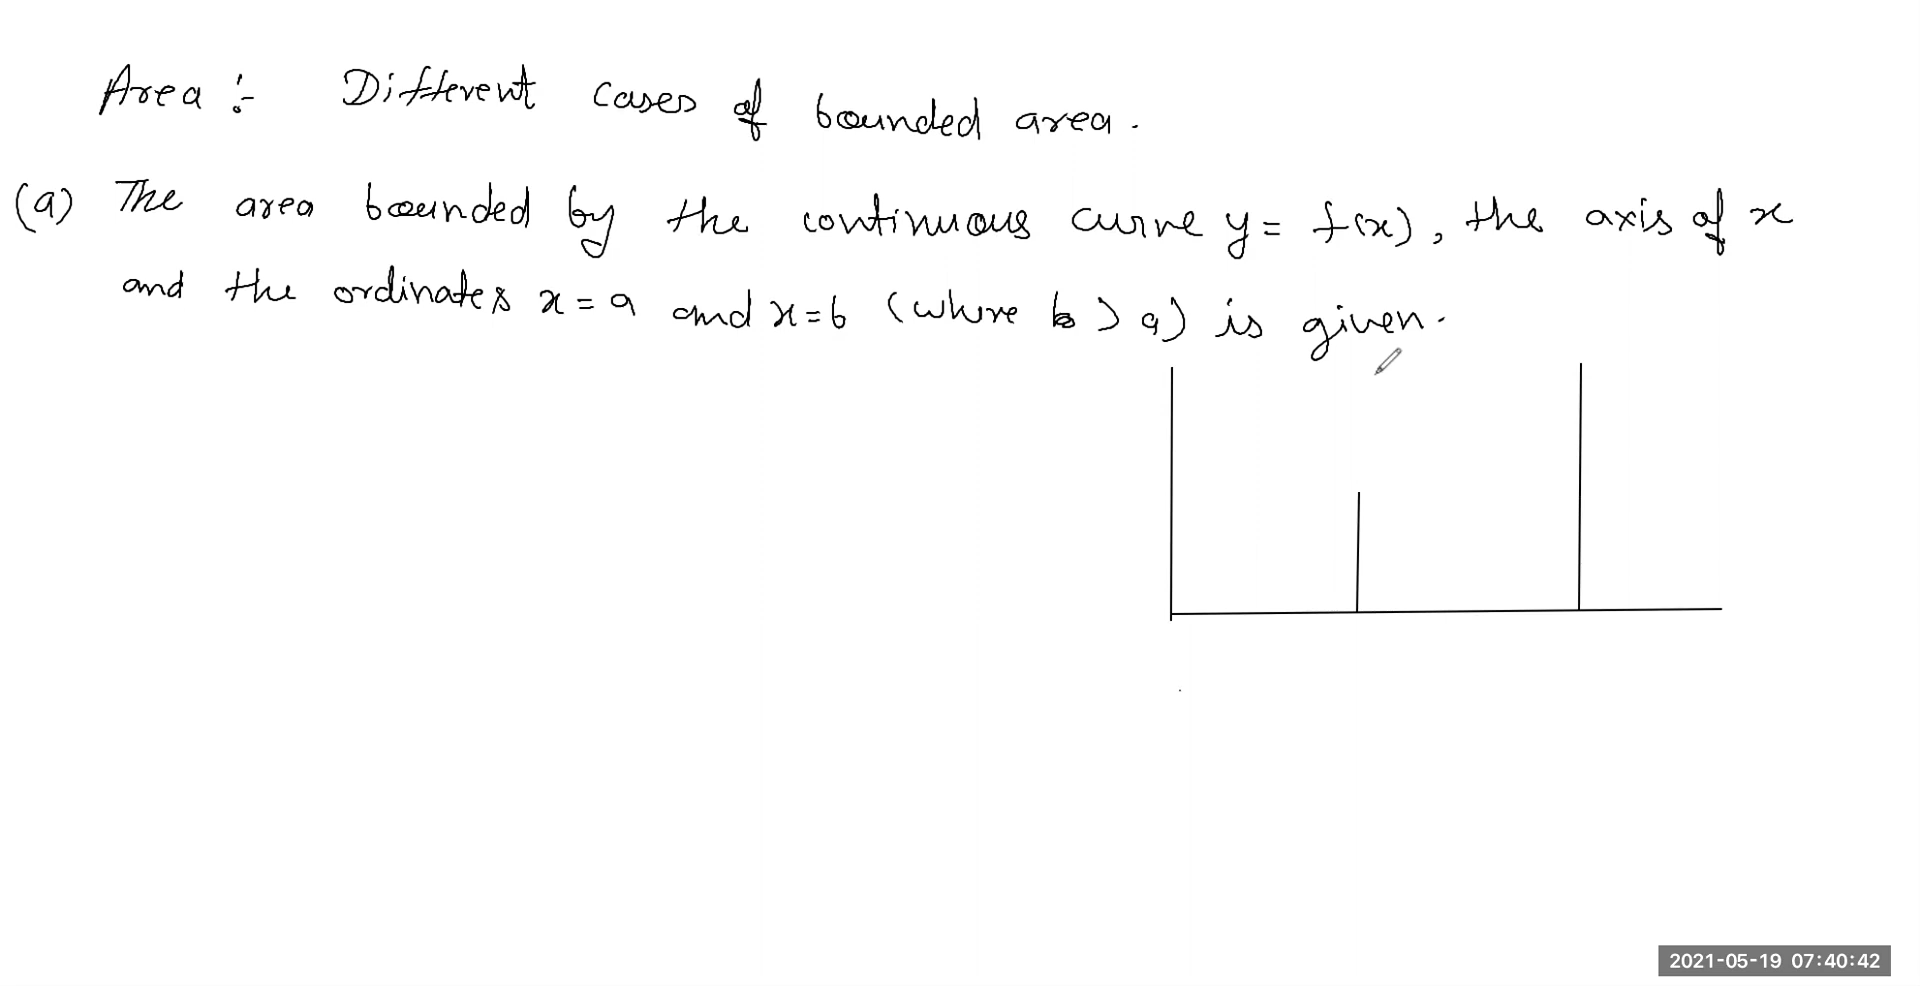 Area :- Different cases of bounded area.
(a) The area bounded by the continuous curve y = f(x), the axis of x
and the ordinates x = a and x = b (where b > a) is given.
2021-05-19 07:40:42